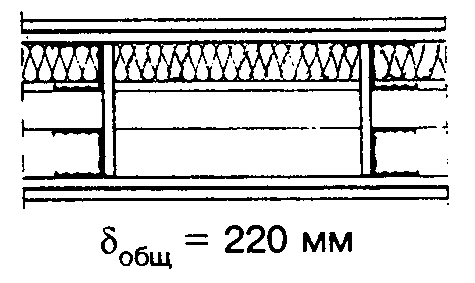 δобщ = 220 мм